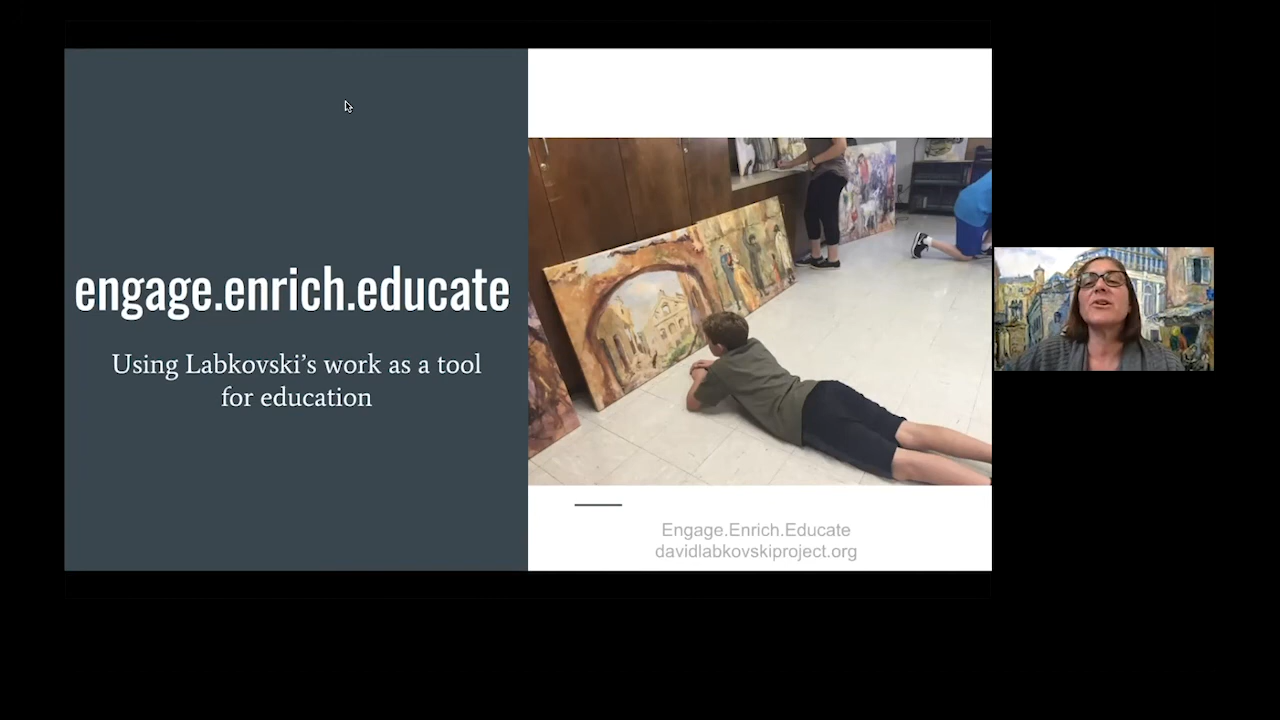 engage.enrich.educate
Using Labkovski's work as a tool
for education
Engage.Enrich.Educate
davidlabkovskiproject.org